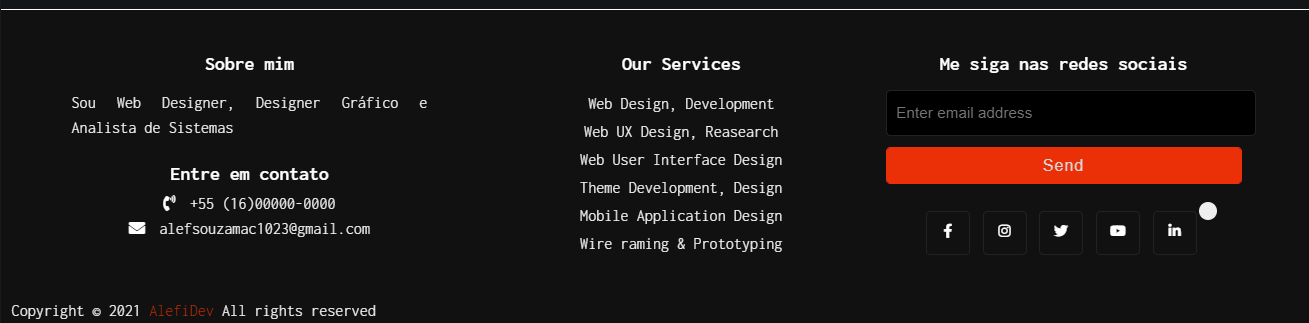 Sobre mim
Sou Web Designer, Designer Gráfico e
Analista de Sistemas
Entre em contato
+55 (16)00000-0000
alefsouzamac1023@gmail.com
Our Services
Web Design, Development
Web UX Design, Reasearch
Web User Interface Design
Theme Development, Design
Mobile Application Design
Wire raming & Prototyping
Me siga nas redes sociais
Enter email address
Send
Copyright © 2021 AlefiDev All rights reserved